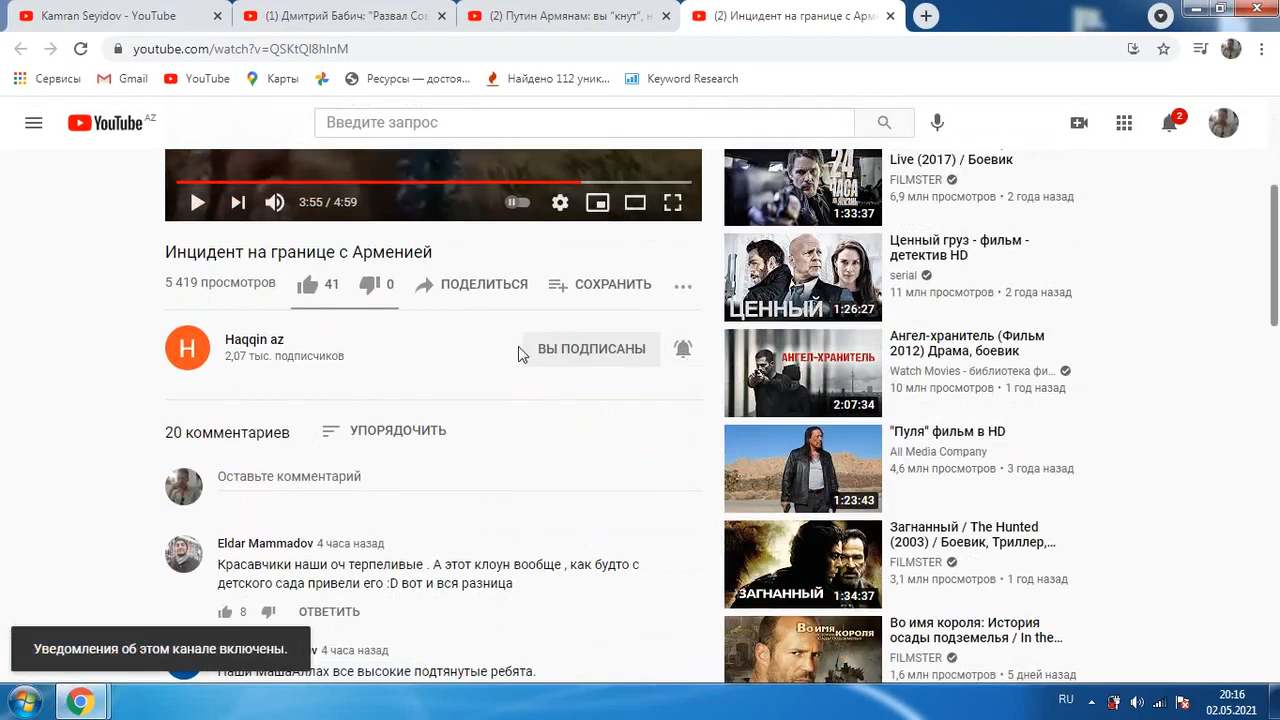 Kamran Seyidov - YouTube
(1) Дмитрий Бабич: "Развал Сов
(2) Путин Армянам: вы "кнут", н
(2) Инцидент на границе с Арме
youtube.com/watch?v=QSKtQl8hInM
Сервисы
Gmail
YouTube
Карты
Ресурсы — достя...
Найдено 112 уник...
Keyword Research
YouTube AZ
Введите запрос
2
3:55 / 4:59
Инцидент на границе с Арменией
5 419 просмотров
41
0
ПОДЕЛИТЬСЯ
СОХРАНИТЬ
H
Haqqin az
2,07 тыс. подписчиков
ВЫ ПОДПИСАНЫ
20 комментариев
УПОРЯДОЧИТЬ
Оставьте комментарий
Eldar Mammadov 4 часа назад
Красавчики наши оч терпеливые . А этот клоун вообще , как будто с
детского сада привели его :D вот и вся разница
8
ОТВЕТИТЬ
4 часа назад
Наши МашаАллах все высокие подтянутые ребята.
Уведомления об этом канале включены.
24
ЧАСА
1:33:37
Live (2017) / Боевик
FILMSTER
6,9 млн просмотров • 2 года назад
ЦЕННЫЙ
1:26:27
Ценный груз - фильм -
детектив HD
serial
11 млн просмотров • 2 года назад
АНГЕЛ-ХРАНИТЕЛЬ
2:07:34
Ангел-хранитель (Фильм
2012) Драма, боевик
Watch Movies - библиотека фи...
10 млн просмотров • 1 год назад
1:23:43
"Пуля" фильм в HD
All Media Company
4,6 млн просмотров • 3 года назад
ЗАГНАННЫЙ
1:34:37
Загнанный / The Hunted
(2003) / Боевик, Триллер,...
FILMSTER
3,1 млн просмотров • 1 год назад
ВО ИМЯ КОРОЛЯ
Во имя короля: История
осады подземелья / In the...
FILMSTER
1,6 млн просмотров • 5 дней назад
RU
20:16
02.05.2021